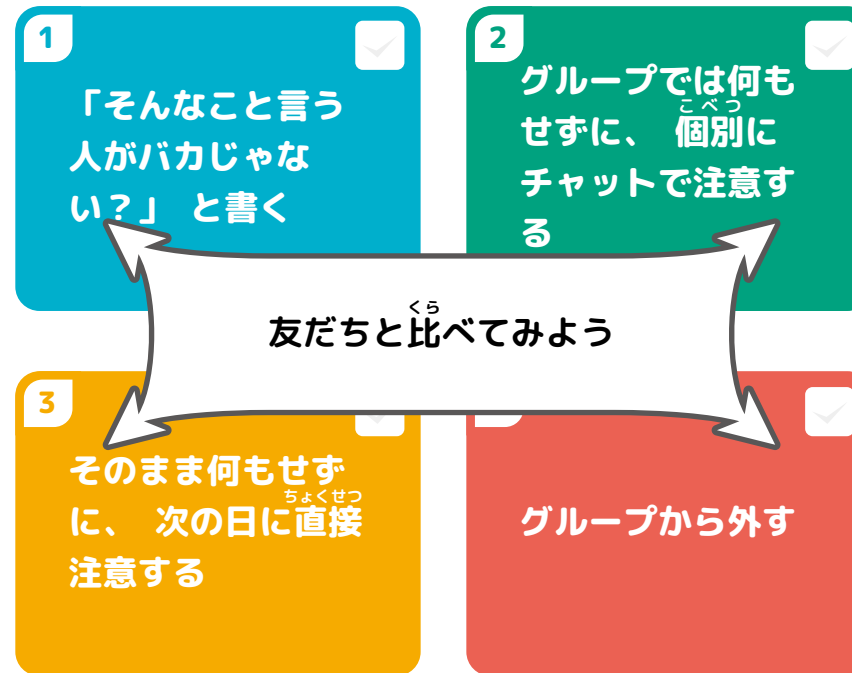 1
「そんなこと言う
人がバカじゃな
い？」 と書く
2
グループでは何も
せずに、 個別に
こべつ
チャットで注意す
る
友だちと比べてみよう
くら
3
そのまま何もせず
に、 次の日に直接
ちょくせつ
注意する
グループから外す